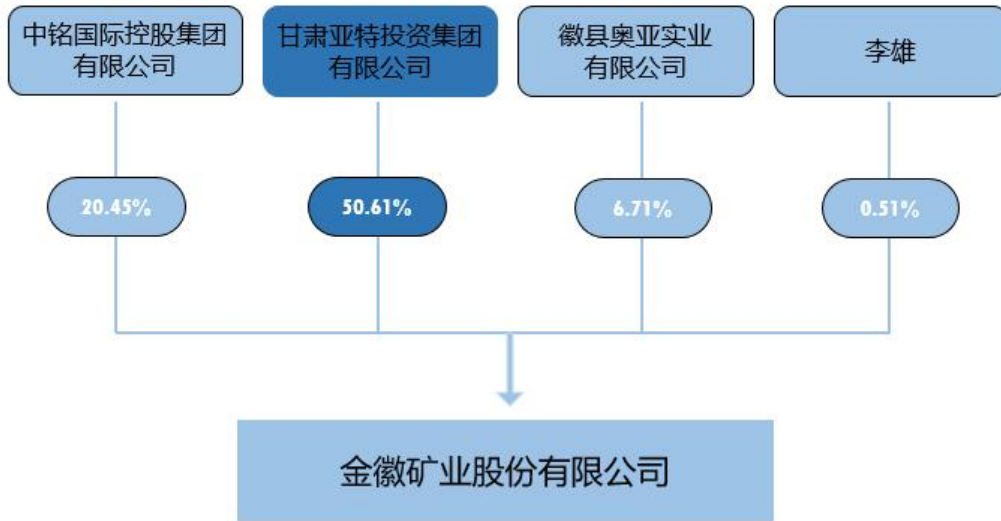 中铭国际控股集团
有限公司
甘肃亚特投资集团
有限公司
徽县奥亚实业
有限公司
李雄
20.45%
50.61%
6.71%
0.51%
金徽矿业股份有限公司